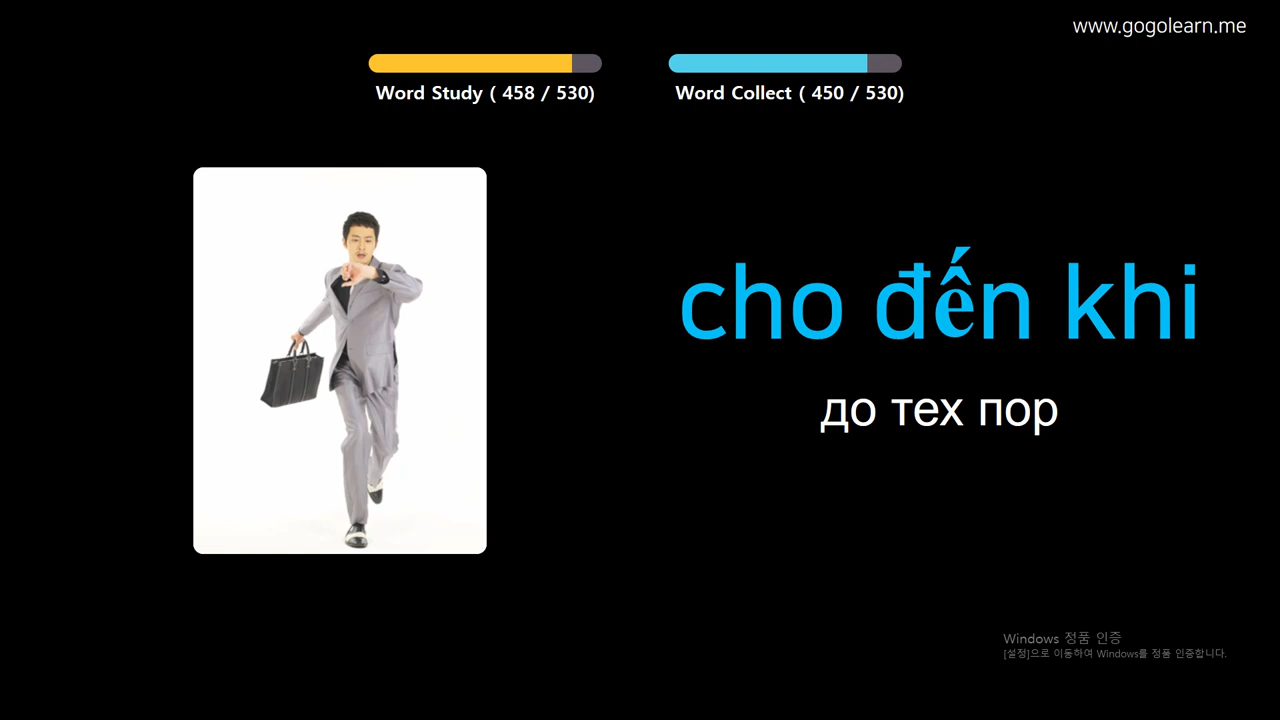 www.gogolearn.me
Word Study ( 458 / 530)
Word Collect ( 450 / 530)
cho đến khi
до тех пор
Windows 정품 인증
[설정]으로 이동하여 Windows를 정품 인증합니다.